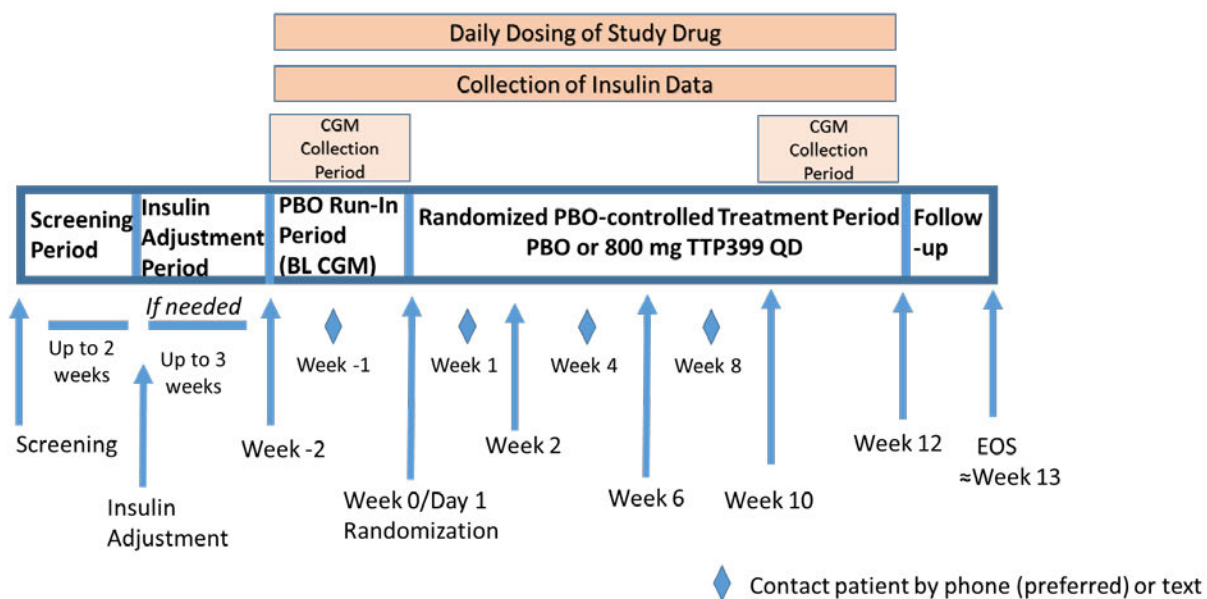 Daily Dosing of Study Drug
Collection of Insulin Data
CGM
Collection
Period
CGM
Collection
Period
Screening
Period
Insulin
Adjustment
Period
PBO Run-In
Period
(BL CGM)
Randomized PBO-controlled Treatment Period
PBO or 800 mg TTP399 QD
Follow
-up
If needed
Up to 2
weeks
Up to 3
weeks
Week -1
Week 1
Week 4
Week 8
Screening
Week -2
Week 2
Week 12
EOS
≈Week 13
Insulin
Adjustment
Week 0/Day 1
Randomization
Week 6
Week 10
Contact patient by phone (preferred) or text